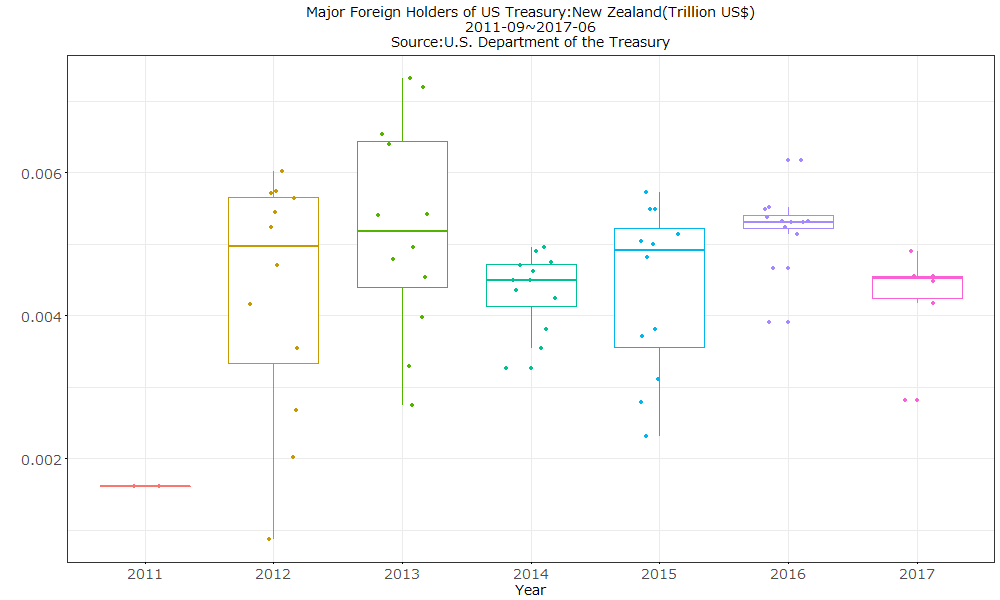 Major Foreign Holders of US Treasury:New Zealand(Trillion US$)
2011-09~2017-06
Source:U.S. Department of the Treasury
0.006
0.004
0.002
2011 2012 2013 2014 2015 2016 2017
Year